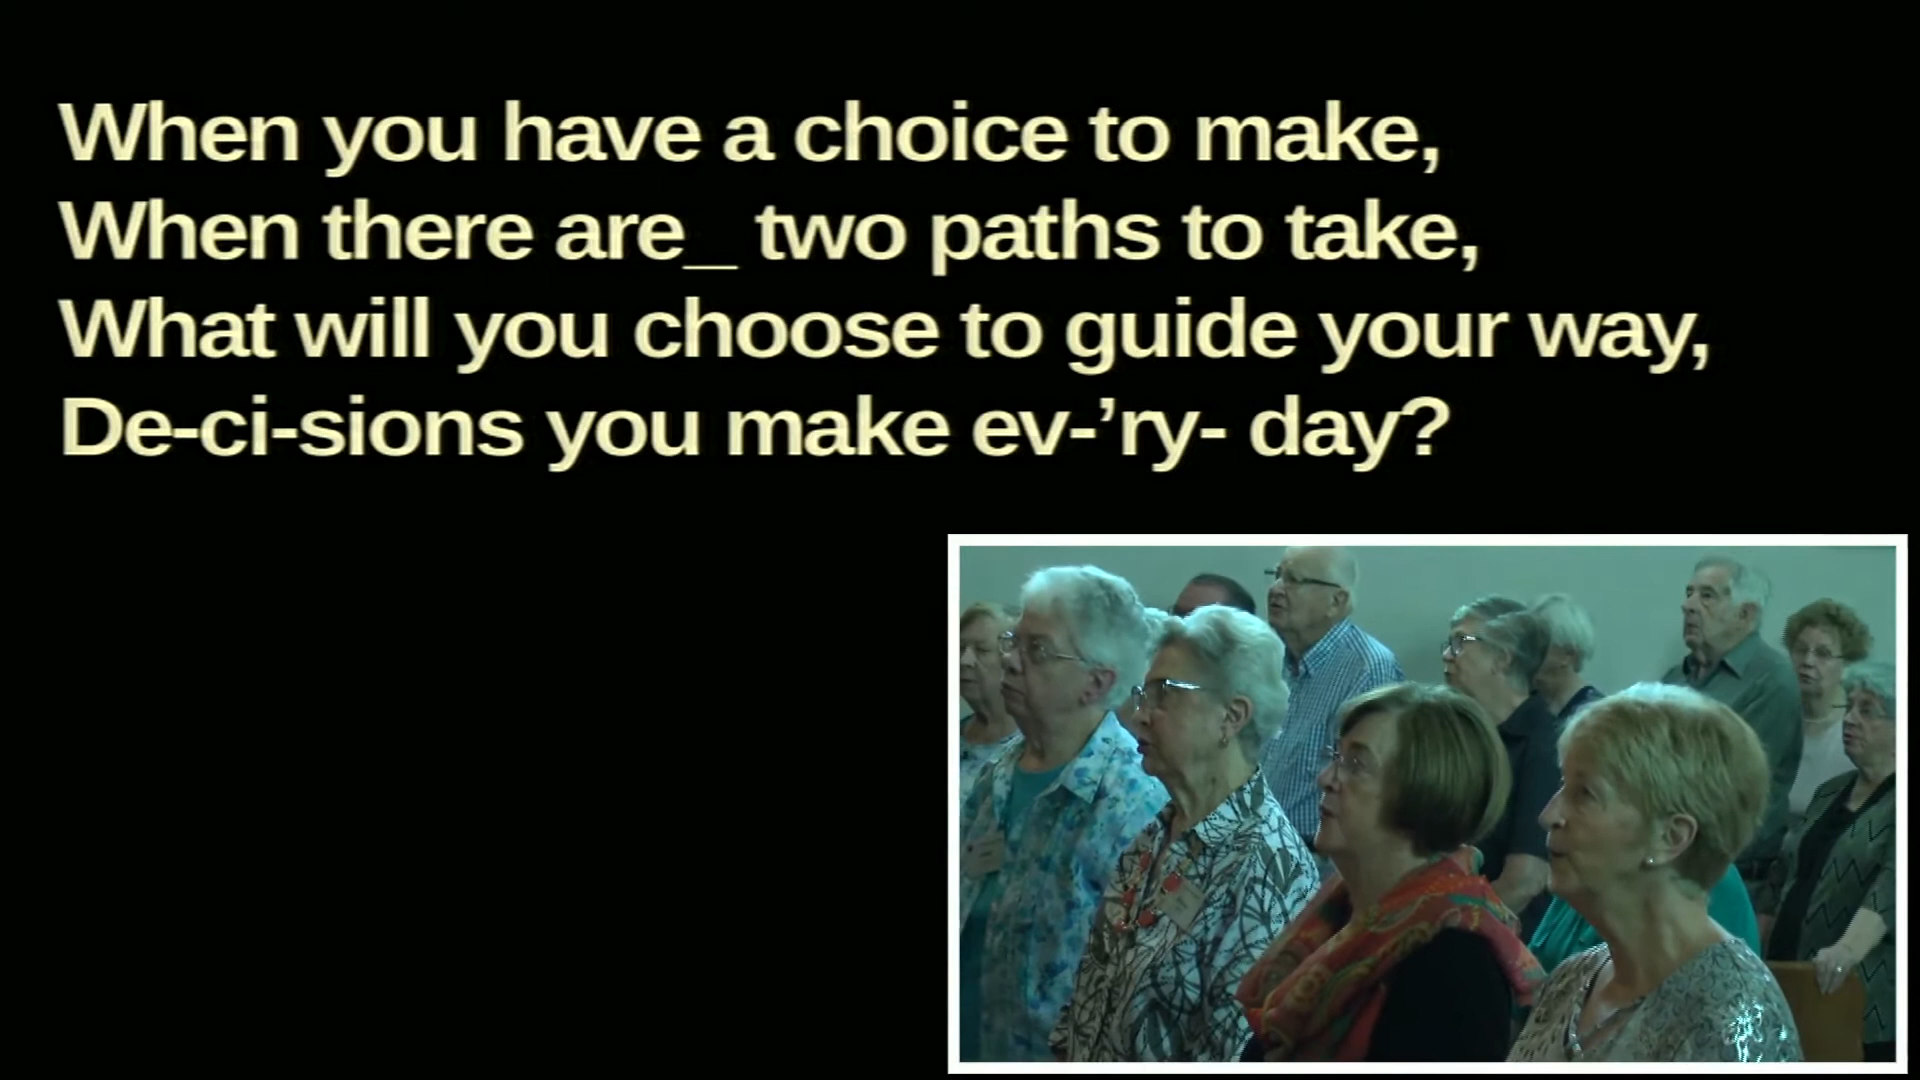 When you have a choice to make,
When there are_ two paths to take,
What will you choose to guide your way,
De-ci-sions you make ev-’ry- day?